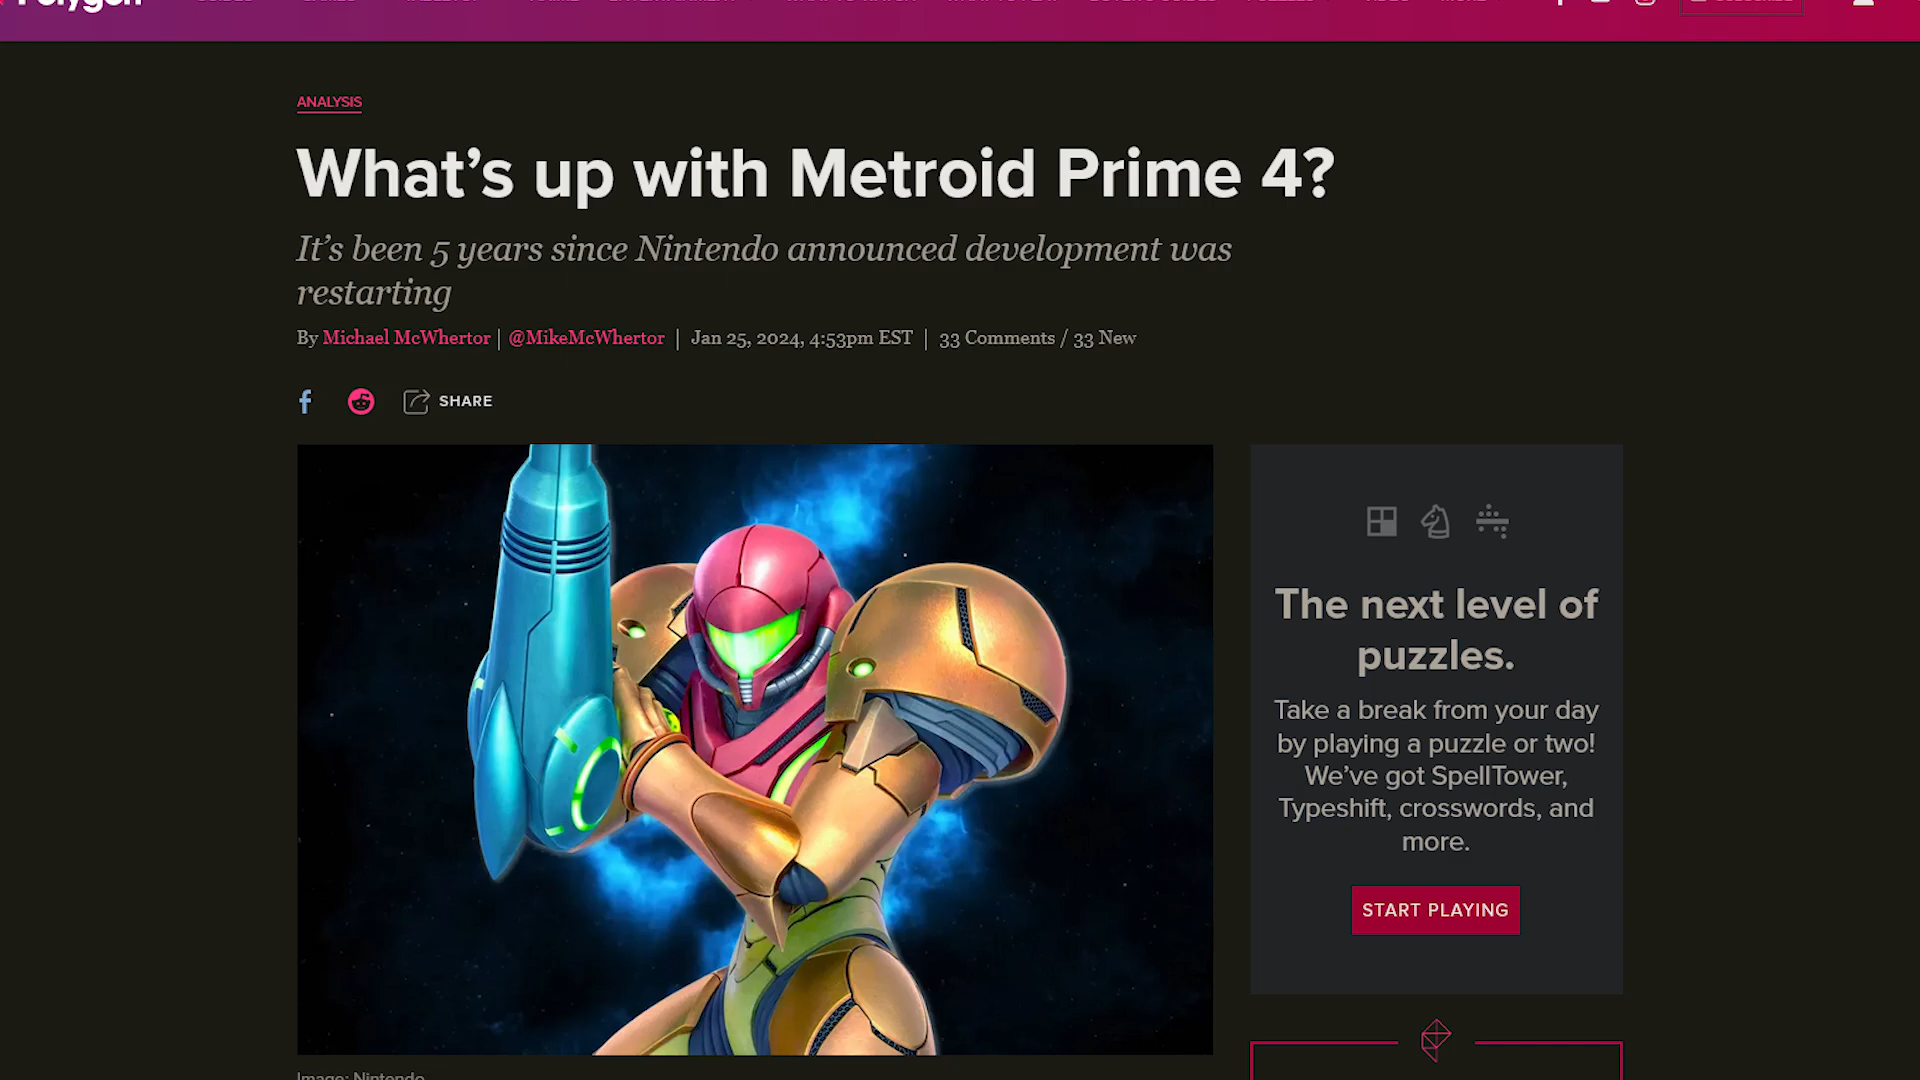 Polygon
ANALYSIS
What's up with Metroid Prime 4?
It's been 5 years since Nintendo announced development was
restarting
By Michael McWhertor | @MikeMcWhertor | Jan 25, 2024, 4:53pm EST | 33 Comments / 33 New
SHARE
The next level of
puzzles.
Take a break from your day
by playing a puzzle or two!
We've got SpellTower,
Typeshift, crosswords, and
more.
START PLAYING
Image: Nintendo